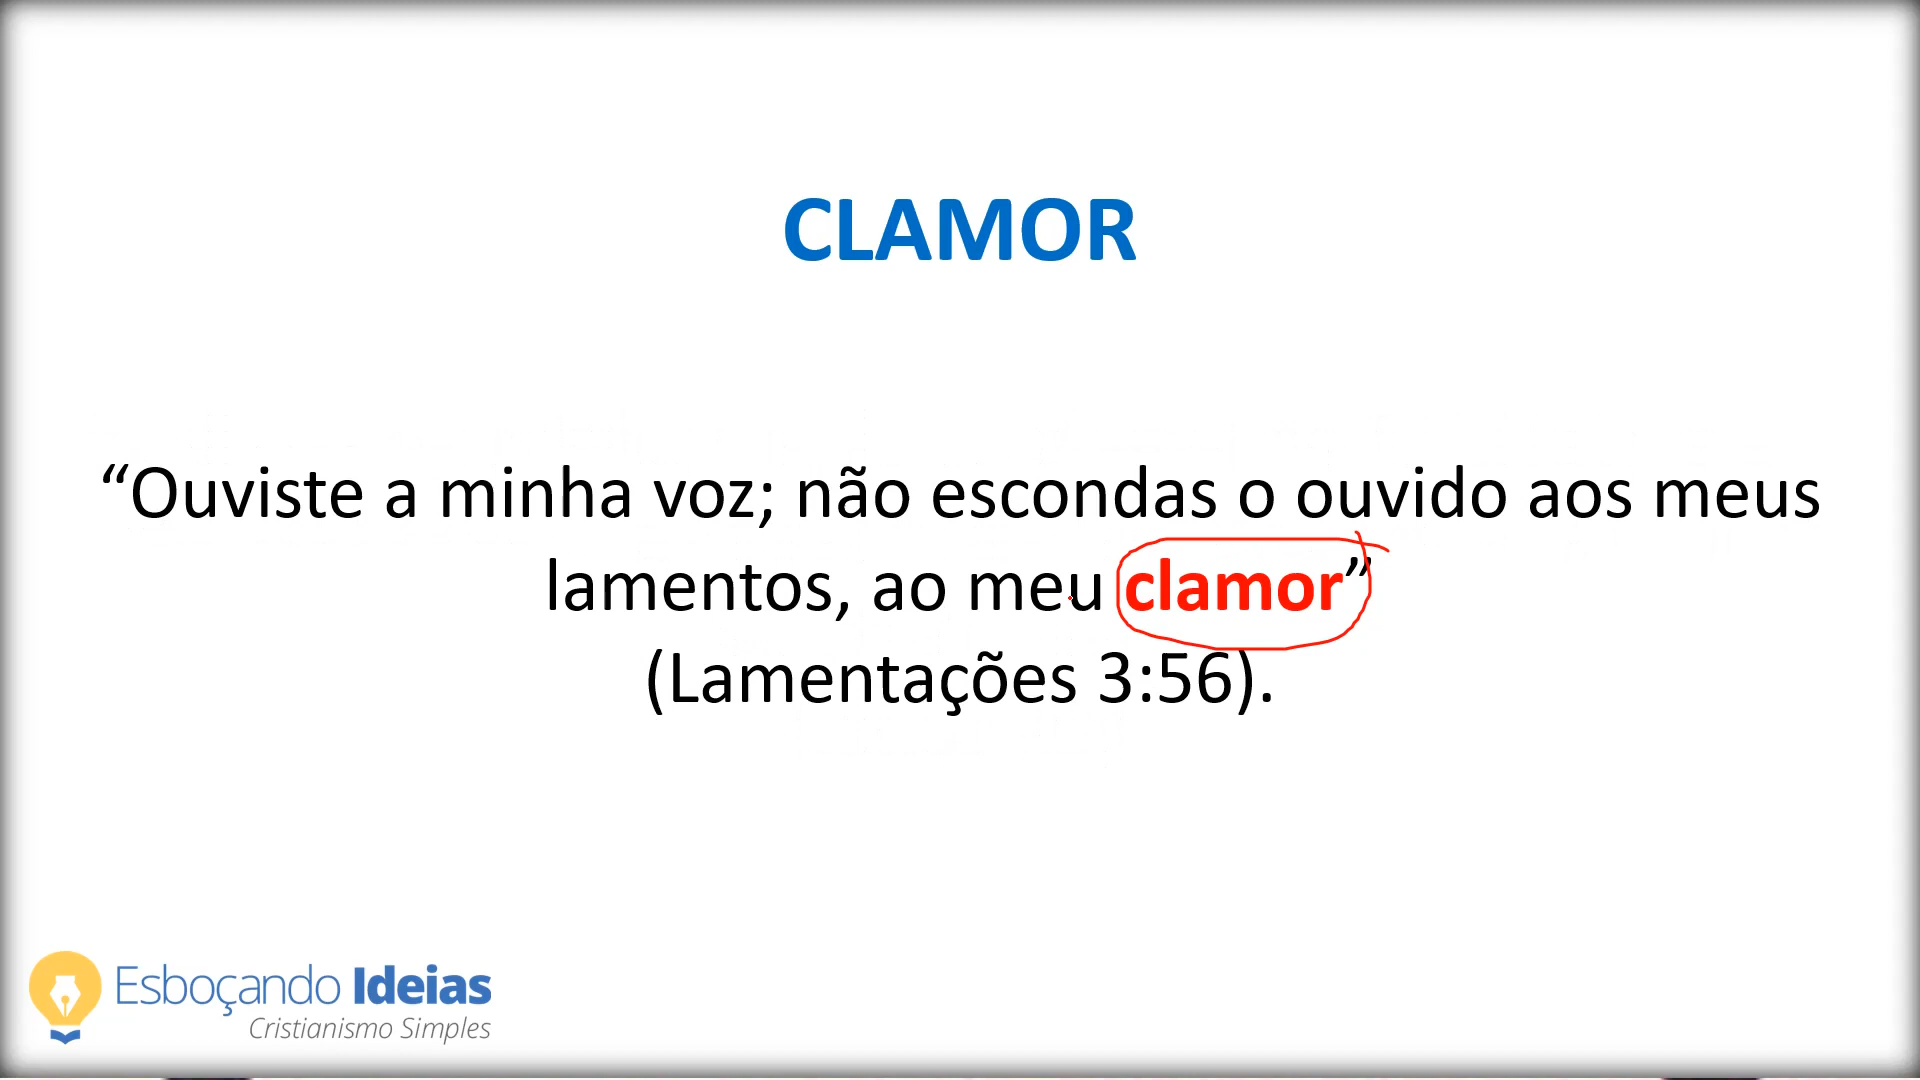 CLAMOR
“Ouviste a minha voz; não escondas o ouvido aos meus
lamentos, ao meu clamor”
(Lamentações 3:56).
Esboçando Ideias
Cristianismo Simples